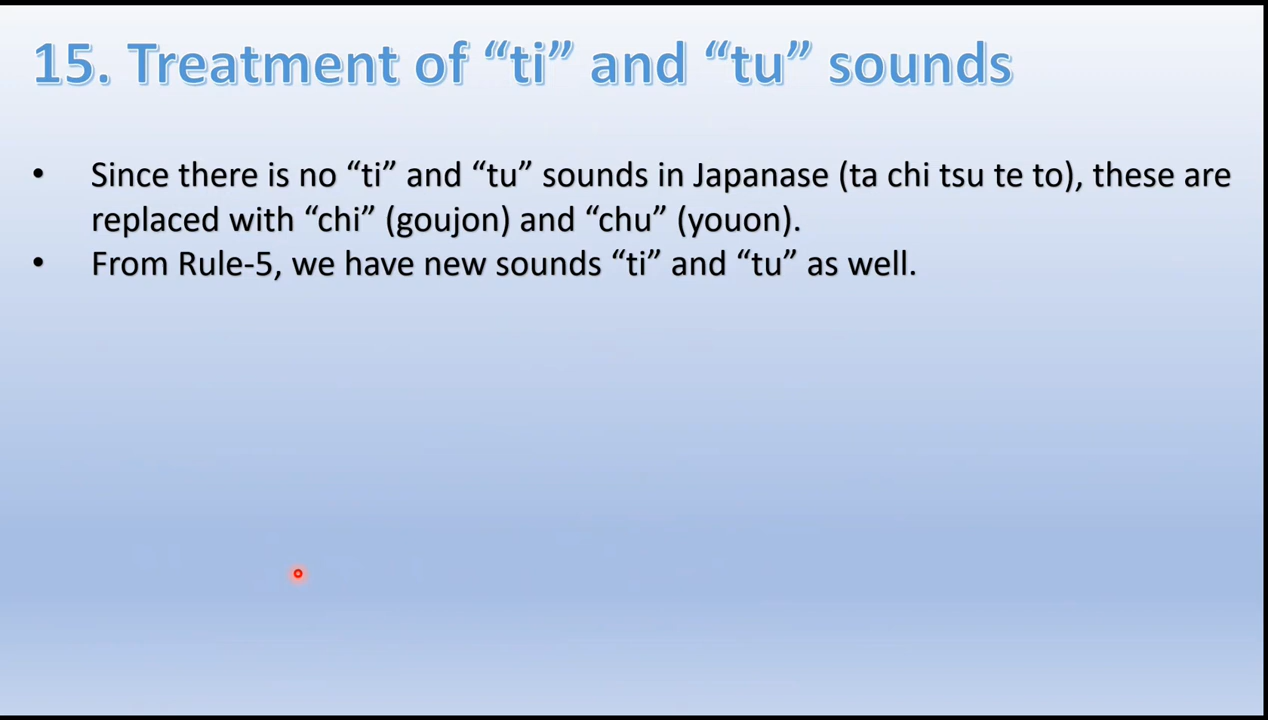 15. Treatment of “ti” and “tu” sounds
• Since there is no “ti” and “tu” sounds in Japanase (ta chi tsu te to), these are
replaced with “chi” (goujon) and “chu” (youon).
• From Rule-5, we have new sounds “ti” and “tu” as well.